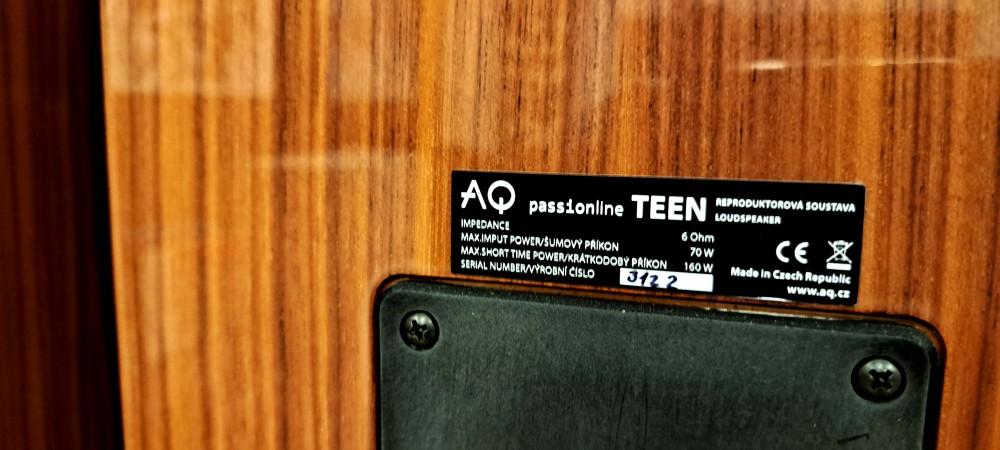 AQ passionline TEEN REPRODUKTOROVÁ SOUSTAVA
LOUDSPEAKER
IMPEDANCE 6 Ohm
MAX.IMPUT POWER/ŠUMOVÝ PŘÍKON 70 W
MAX.SHORT TIME POWER/KRÁTKODOBÝ PŘÍKON 160 W
SERIAL NUMBER/VÝROBNÍ ČÍSLO
CE
Made in Czech Republic
www.aq.cz